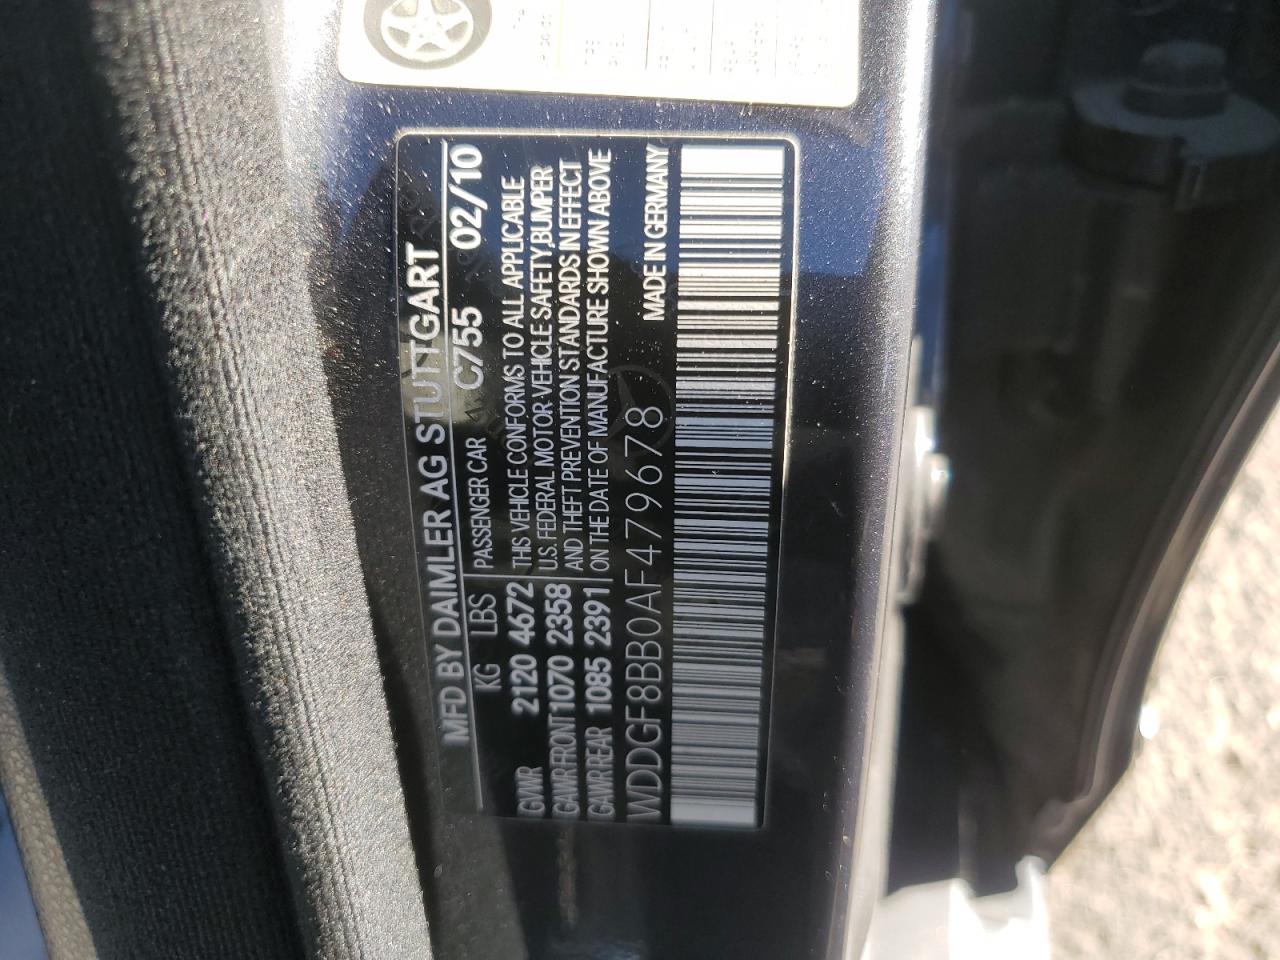 MFD BY DAIMLER AG STUTTGART
KG LBS PASSENGER CAR C755 02/10
GVWR 2120 4672 THIS VEHICLE CONFORMS TO ALL APPLICABLE
GAWR FRONT 1070 2358 U.S. FEDERAL MOTOR VEHICLE SAFETY, BUMPER
GAWR REAR 1085 2391 AND THEFT PREVENTION STANDARDS IN EFFECT
ON THE DATE OF MANUFACTURE SHOWN ABOVE
WDDGF8BB0AF479678 MADE IN GERMANY